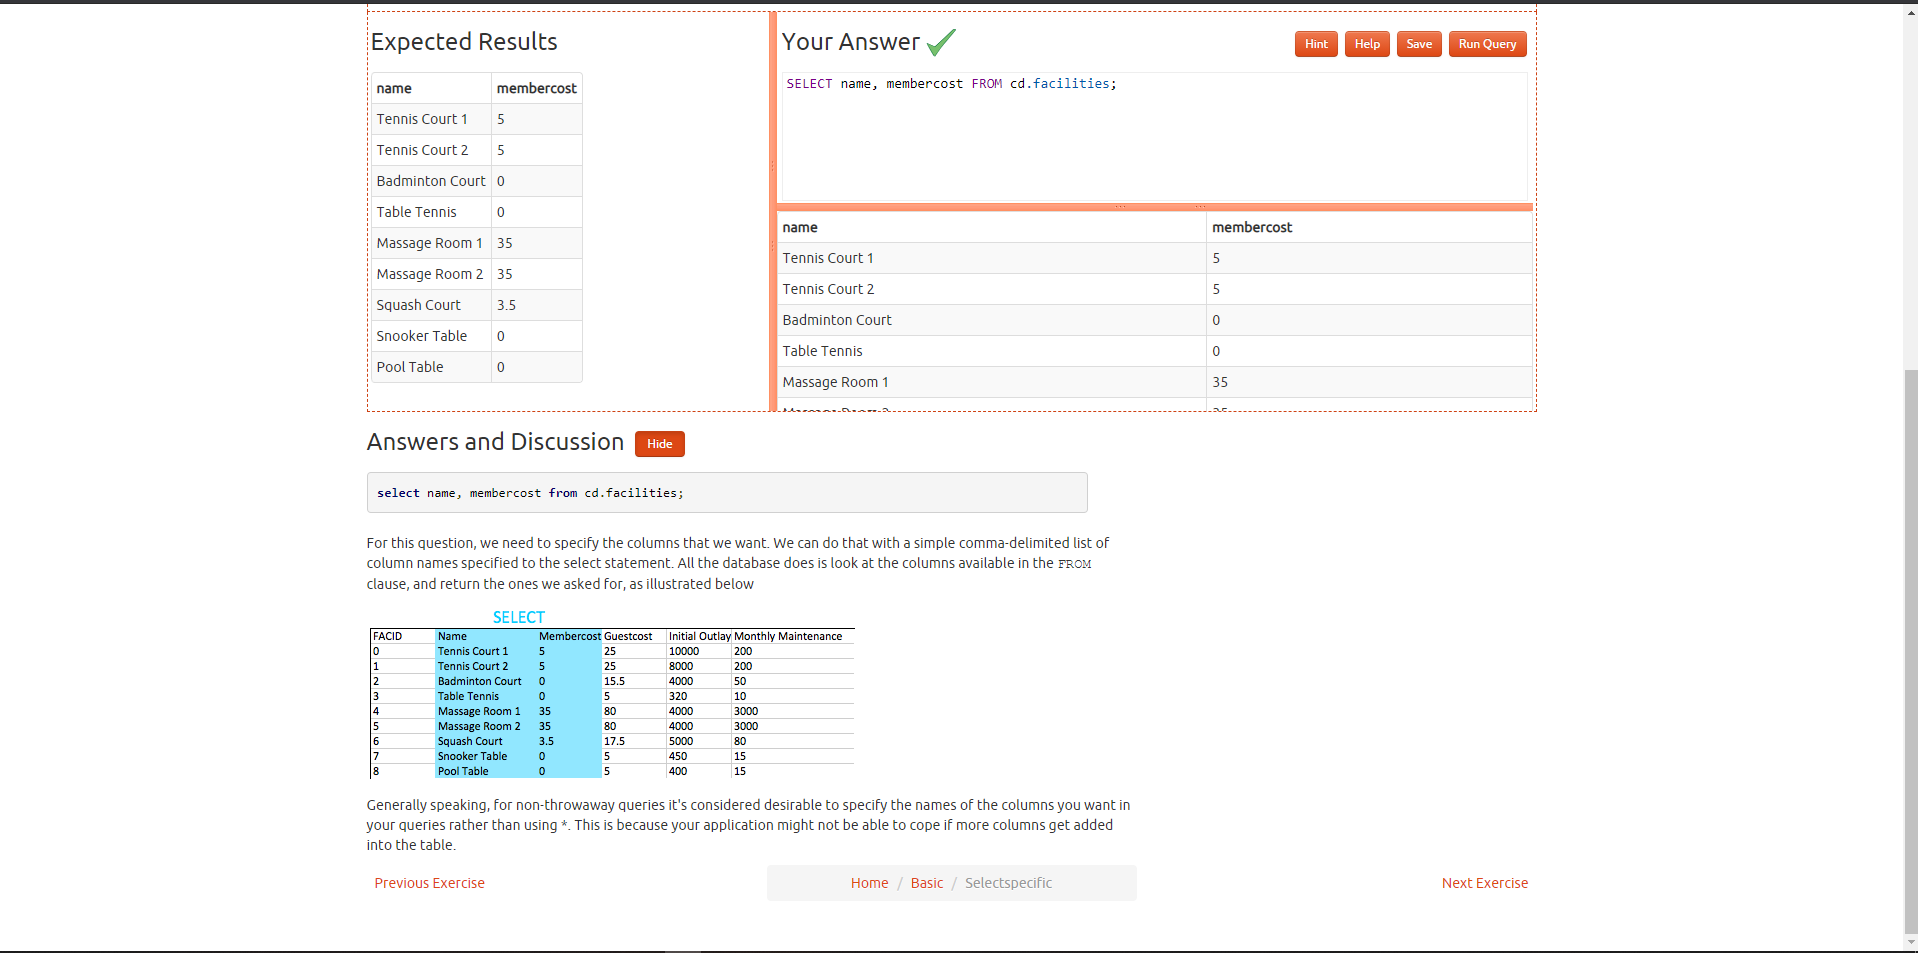 Expected Results
name membercost
Tennis Court 1 5
Tennis Court 2 5
Badminton Court 0
Table Tennis 0
Massage Room 1 35
Massage Room 2 35
Squash Court 3.5
Snooker Table 0
Pool Table 0
Your Answer
Hint Help Save Run Query
SELECT name, membercost FROM cd.facilities;
name membercost
Tennis Court 1 5
Tennis Court 2 5
Badminton Court 0
Table Tennis 0
Massage Room 1 35
Answers and Discussion Hide
select name, membercost from cd.facilities;
For this question, we need to specify the columns that we want. We can do that with a simple comma-delimited list of
column names specified to the select statement. All the database does is look at the columns available in the FROM
clause, and return the ones we asked for, as illustrated below
SELECT
FACID Name Membercost Guestcost Initial Outlay Monthly Maintenance
0 Tennis Court 1 5 25 10000 200
1 Tennis Court 2 5 25 8000 200
2 Badminton Court 0 15.5 4000 50
3 Table Tennis 0 5 320 10
4 Massage Room 1 35 80 4000 3000
5 Massage Room 2 35 80 4000 3000
6 Squash Court 3.5 17.5 5000 80
7 Snooker Table 0 5 450 15
8 Pool Table 0 5 400 15
Generally speaking, for non-throwaway queries it's considered desirable to specify the names of the columns you want in
your queries rather than using *. This is because your application might not be able to cope if more columns get added
into the table.
Previous Exercise Home / Basic / Selectspecific Next Exercise